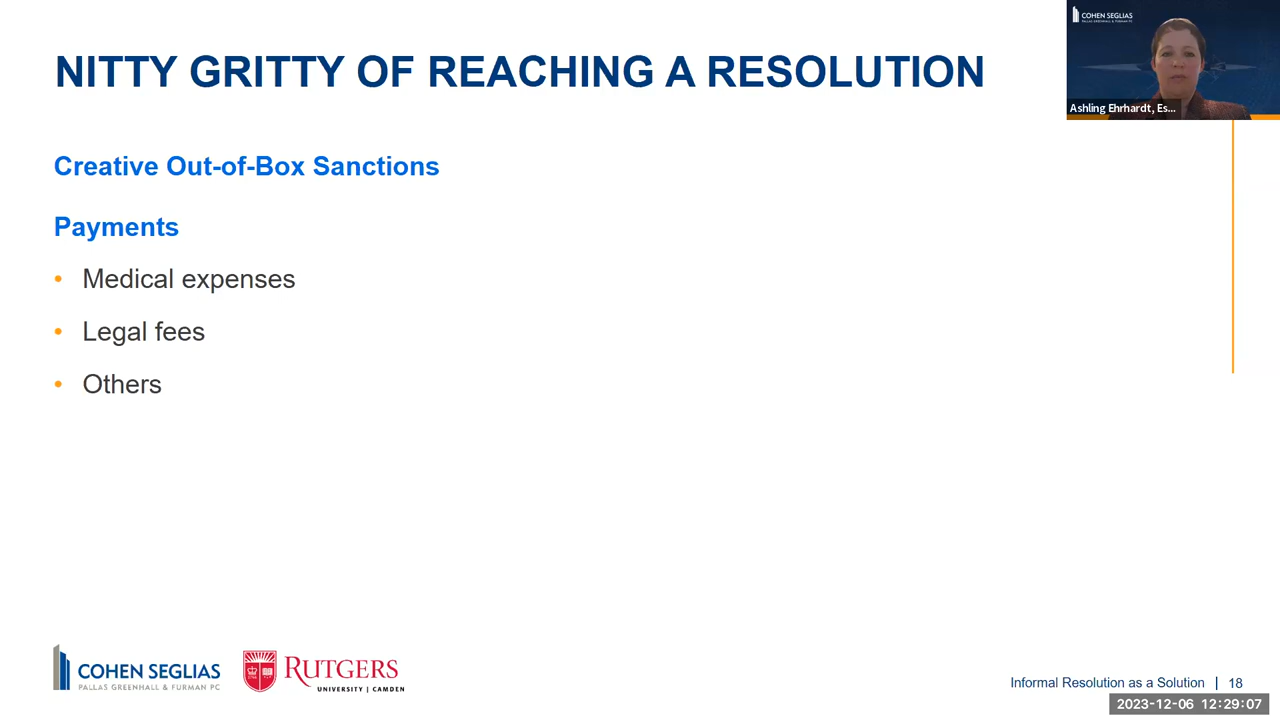 NITTY GRITTY OF REACHING A RESOLUTION
COHEN SEGLIAS
PALLAS GREENHALL & FURMAN PC
Ashling Ehrhardt, Es...
Creative Out-of-Box Sanctions
Payments
• Medical expenses
• Legal fees
• Others
COHEN SEGLIAS
PALLAS GREENHALL & FURMAN PC
RUTGERS
UNIVERSITY | CAMDEN
Informal Resolution as a Solution | 18
2023-12-06 12:29:07